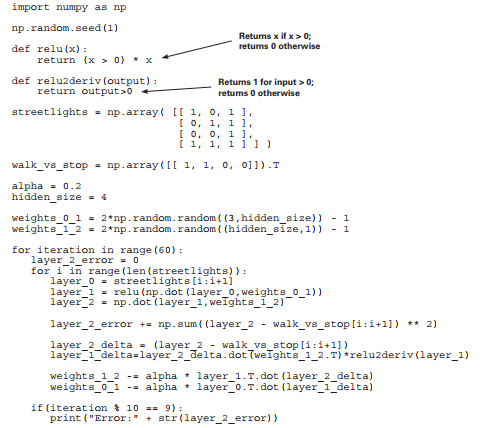 import numpy as np
np.random.seed(1)
def relu(x):
    return (x > 0) * x
Returns x if x > 0;
returns 0 otherwise
def relu2deriv(output):
    return output>0
Returns 1 for input > 0;
returns 0 otherwise
streetlights = np.array( [[ 1, 0, 1 ],
                          [ 0, 1, 1 ],
                          [ 0, 0, 1 ],
                          [ 1, 1, 1 ] ] )
walk_vs_stop = np.array([[ 1, 1, 0, 0]]).T
alpha = 0.2
hidden_size = 4
weights_0_1 = 2*np.random.random((3,hidden_size)) - 1
weights_1_2 = 2*np.random.random((hidden_size,1)) - 1
for iteration in range(60):
    layer_2_error = 0
    for i in range(len(streetlights)):
        layer_0 = streetlights[i:i+1]
        layer_1 = relu(np.dot(layer_0,weights_0_1))
        layer_2 = np.dot(layer_1,weights_1_2)
        layer_2_error += np.sum((layer_2 - walk_vs_stop[i:i+1]) ** 2)
        layer_2_delta = (layer_2 - walk_vs_stop[i:i+1])
        layer_1_delta=layer_2_delta.dot(weights_1_2.T)*relu2deriv(layer_1)
        weights_1_2 -= alpha * layer_1.T.dot(layer_2_delta)
        weights_0_1 -= alpha * layer_0.T.dot(layer_1_delta)
    if(iteration % 10 == 9):
        print("Error:" + str(layer_2_error))